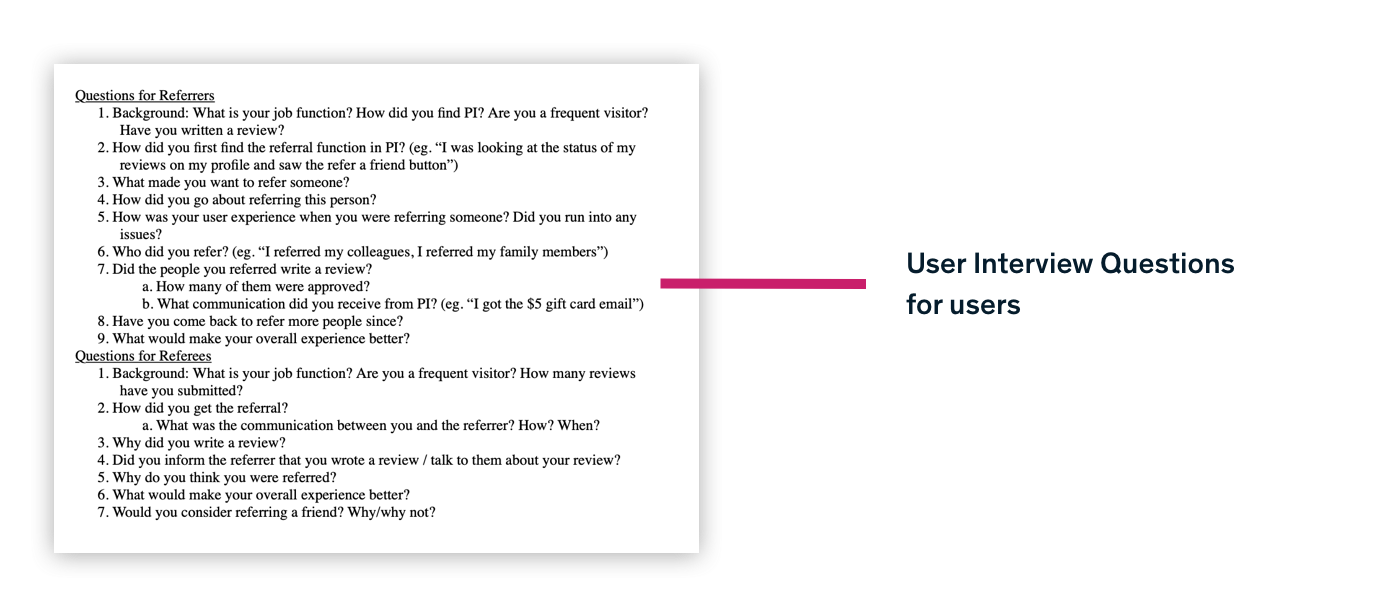 Questions for Referrers
1. Background: What is your job function? How did you find PI? Are you a frequent visitor?
Have you written a review?
2. How did you first find the referral function in PI? (eg. “I was looking at the status of my
reviews on my profile and saw the refer a friend button”)
3. What made you want to refer someone?
4. How did you go about referring this person?
5. How was your user experience when you were referring someone? Did you run into any
issues?
6. Who did you refer? (eg. “I referred my colleagues, I referred my family members”)
7. Did the people you referred write a review?
a. How many of them were approved?
b. What communication did you receive from PI? (eg. “I got the $5 gift card email”)
8. Have you come back to refer more people since?
9. What would make your overall experience better?
Questions for Referees
1. Background: What is your job function? Are you a frequent visitor? How many reviews
have you submitted?
2. How did you get the referral?
a. What was the communication between you and the referrer? How? When?
3. Why did you write a review?
4. Did you inform the referrer that you wrote a review / talk to them about your review?
5. Why do you think you were referred?
6. What would make your overall experience better?
7. Would you consider referring a friend? Why/why not?
User Interview Questions
for users